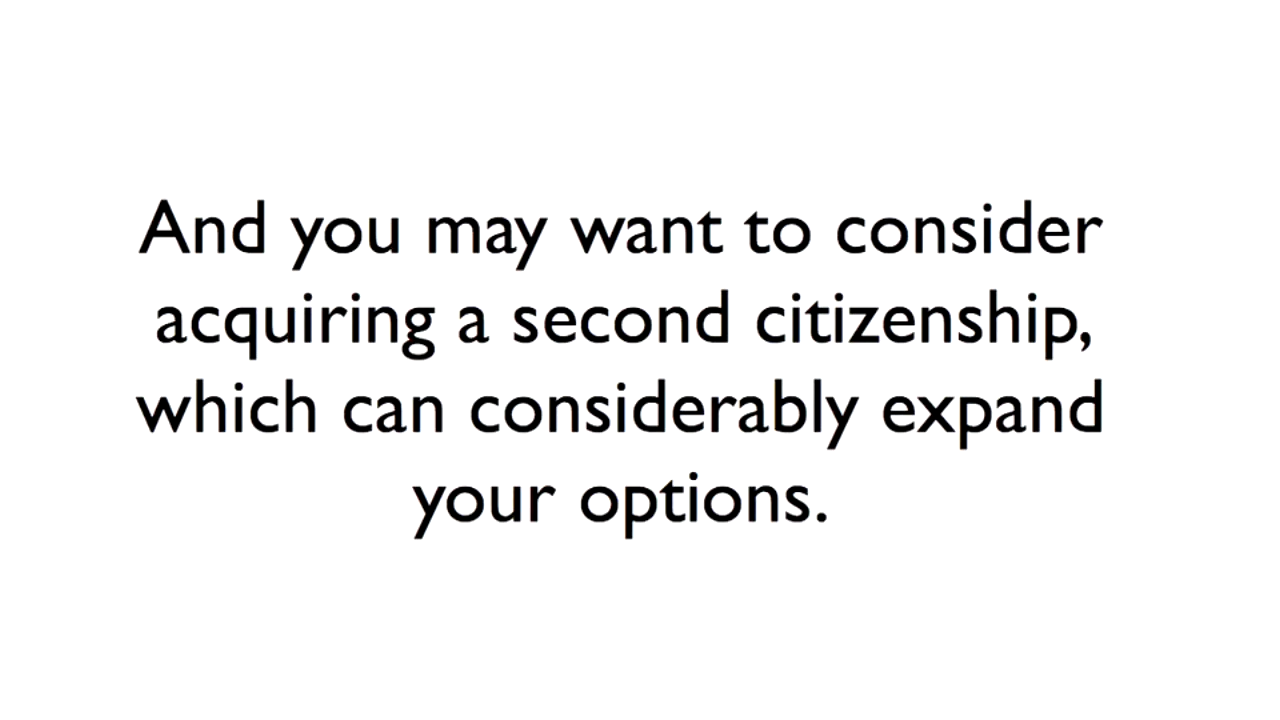 And you may want to consider
acquiring a second citizenship,
which can considerably expand
your options.